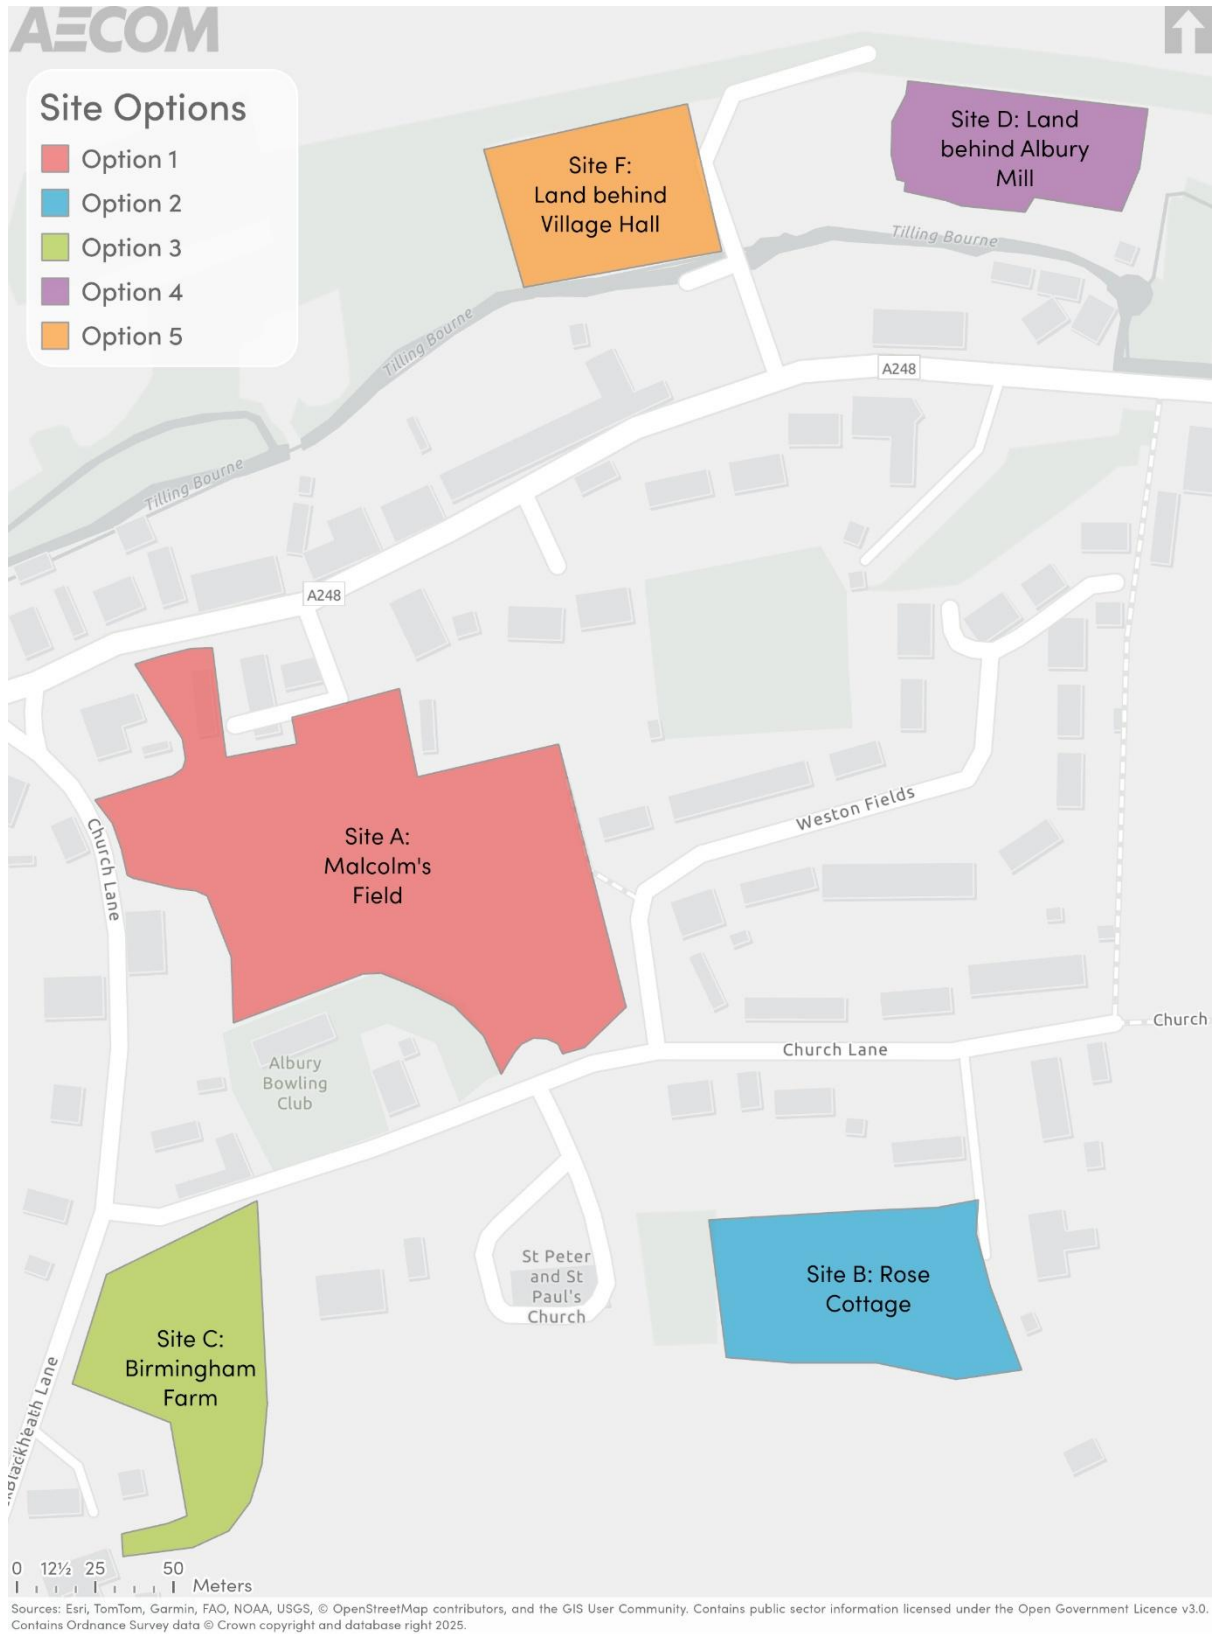 AECOM
Site Options
Option 1
Option 2
Option 3
Option 4
Option 5
Site D: Land
behind Albury
Mill
Site F:
Land behind
Village Hall
Tilling Bourne
Tilling Bourne
A248
Tilling Bourne
A248
Weston Fields
Church Lane
Site A:
Malcolm's
Field
Church
Church Lane
Albury
Bowling
Club
St Peter
and St
Paul's
Church
Site B: Rose
Cottage
Site C:
Birmingham
Farm
Blackheath Lane
0 12½ 25 50
Meters
Sources: Esri, TomTom, Garmin, FAO, NOAA, USGS, © OpenStreetMap contributors, and the GIS User Community. Contains public sector information licensed under the Open Government Licence v3.0.
Contains Ordnance Survey data © Crown copyright and database right 2025.